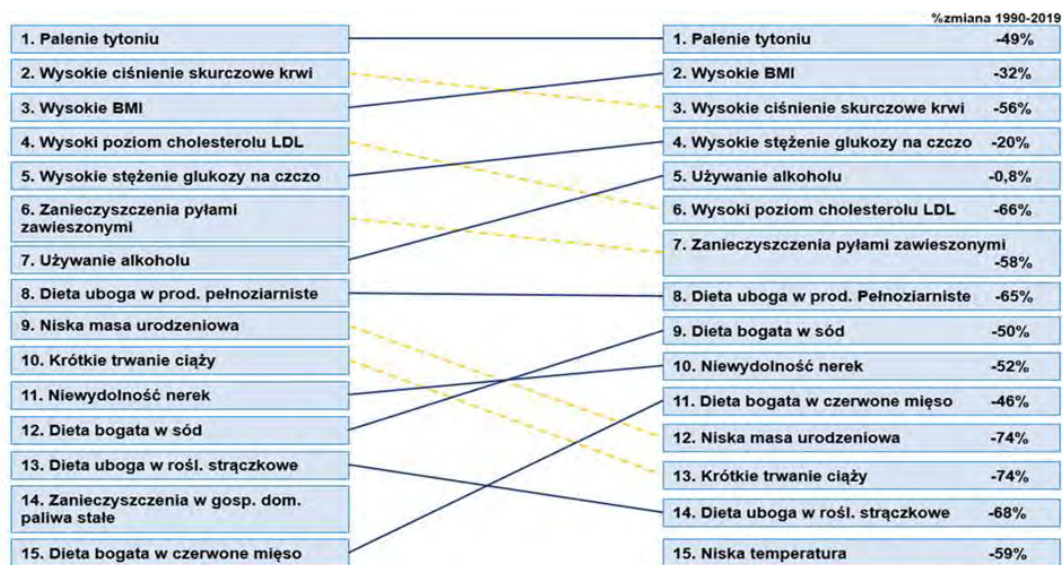 %zmiana 1990-2019
1. Palenie tytoniu
2. Wysokie ciśnienie skurczowe krwi
3. Wysokie BMI
4. Wysoki poziom cholesterolu LDL
5. Wysokie stężenie glukozy na czczo
6. Zanieczyszczenia pyłami
zawieszonymi
7. Używanie alkoholu
8. Dieta uboga w prod. pełnoziarniste
9. Niska masa urodzeniowa
10. Krótkie trwanie ciąży
11. Niewydolność nerek
12. Dieta bogata w sód
13. Dieta uboga w rośl. strączkowe
14. Zanieczyszczenia w gosp. dom.
paliwa stałe
15. Dieta bogata w czerwone mięso
1. Palenie tytoniu -49%
2. Wysokie BMI -32%
3. Wysokie ciśnienie skurczowe krwi -56%
4. Wysokie stężenie glukozy na czczo -20%
5. Używanie alkoholu -0,8%
6. Wysoki poziom cholesterolu LDL -66%
7. Zanieczyszczenia pyłami zawieszonymi
-58%
8. Dieta uboga w prod. Pełnoziarniste -65%
9. Dieta bogata w sód -50%
10. Niewydolność nerek -52%
11. Dieta bogata w czerwone mięso -46%
12. Niska masa urodzeniowa -74%
13. Krótkie trwanie ciąży -74%
14. Dieta uboga w rośl. strączkowe -68%
15. Niska temperatura -59%